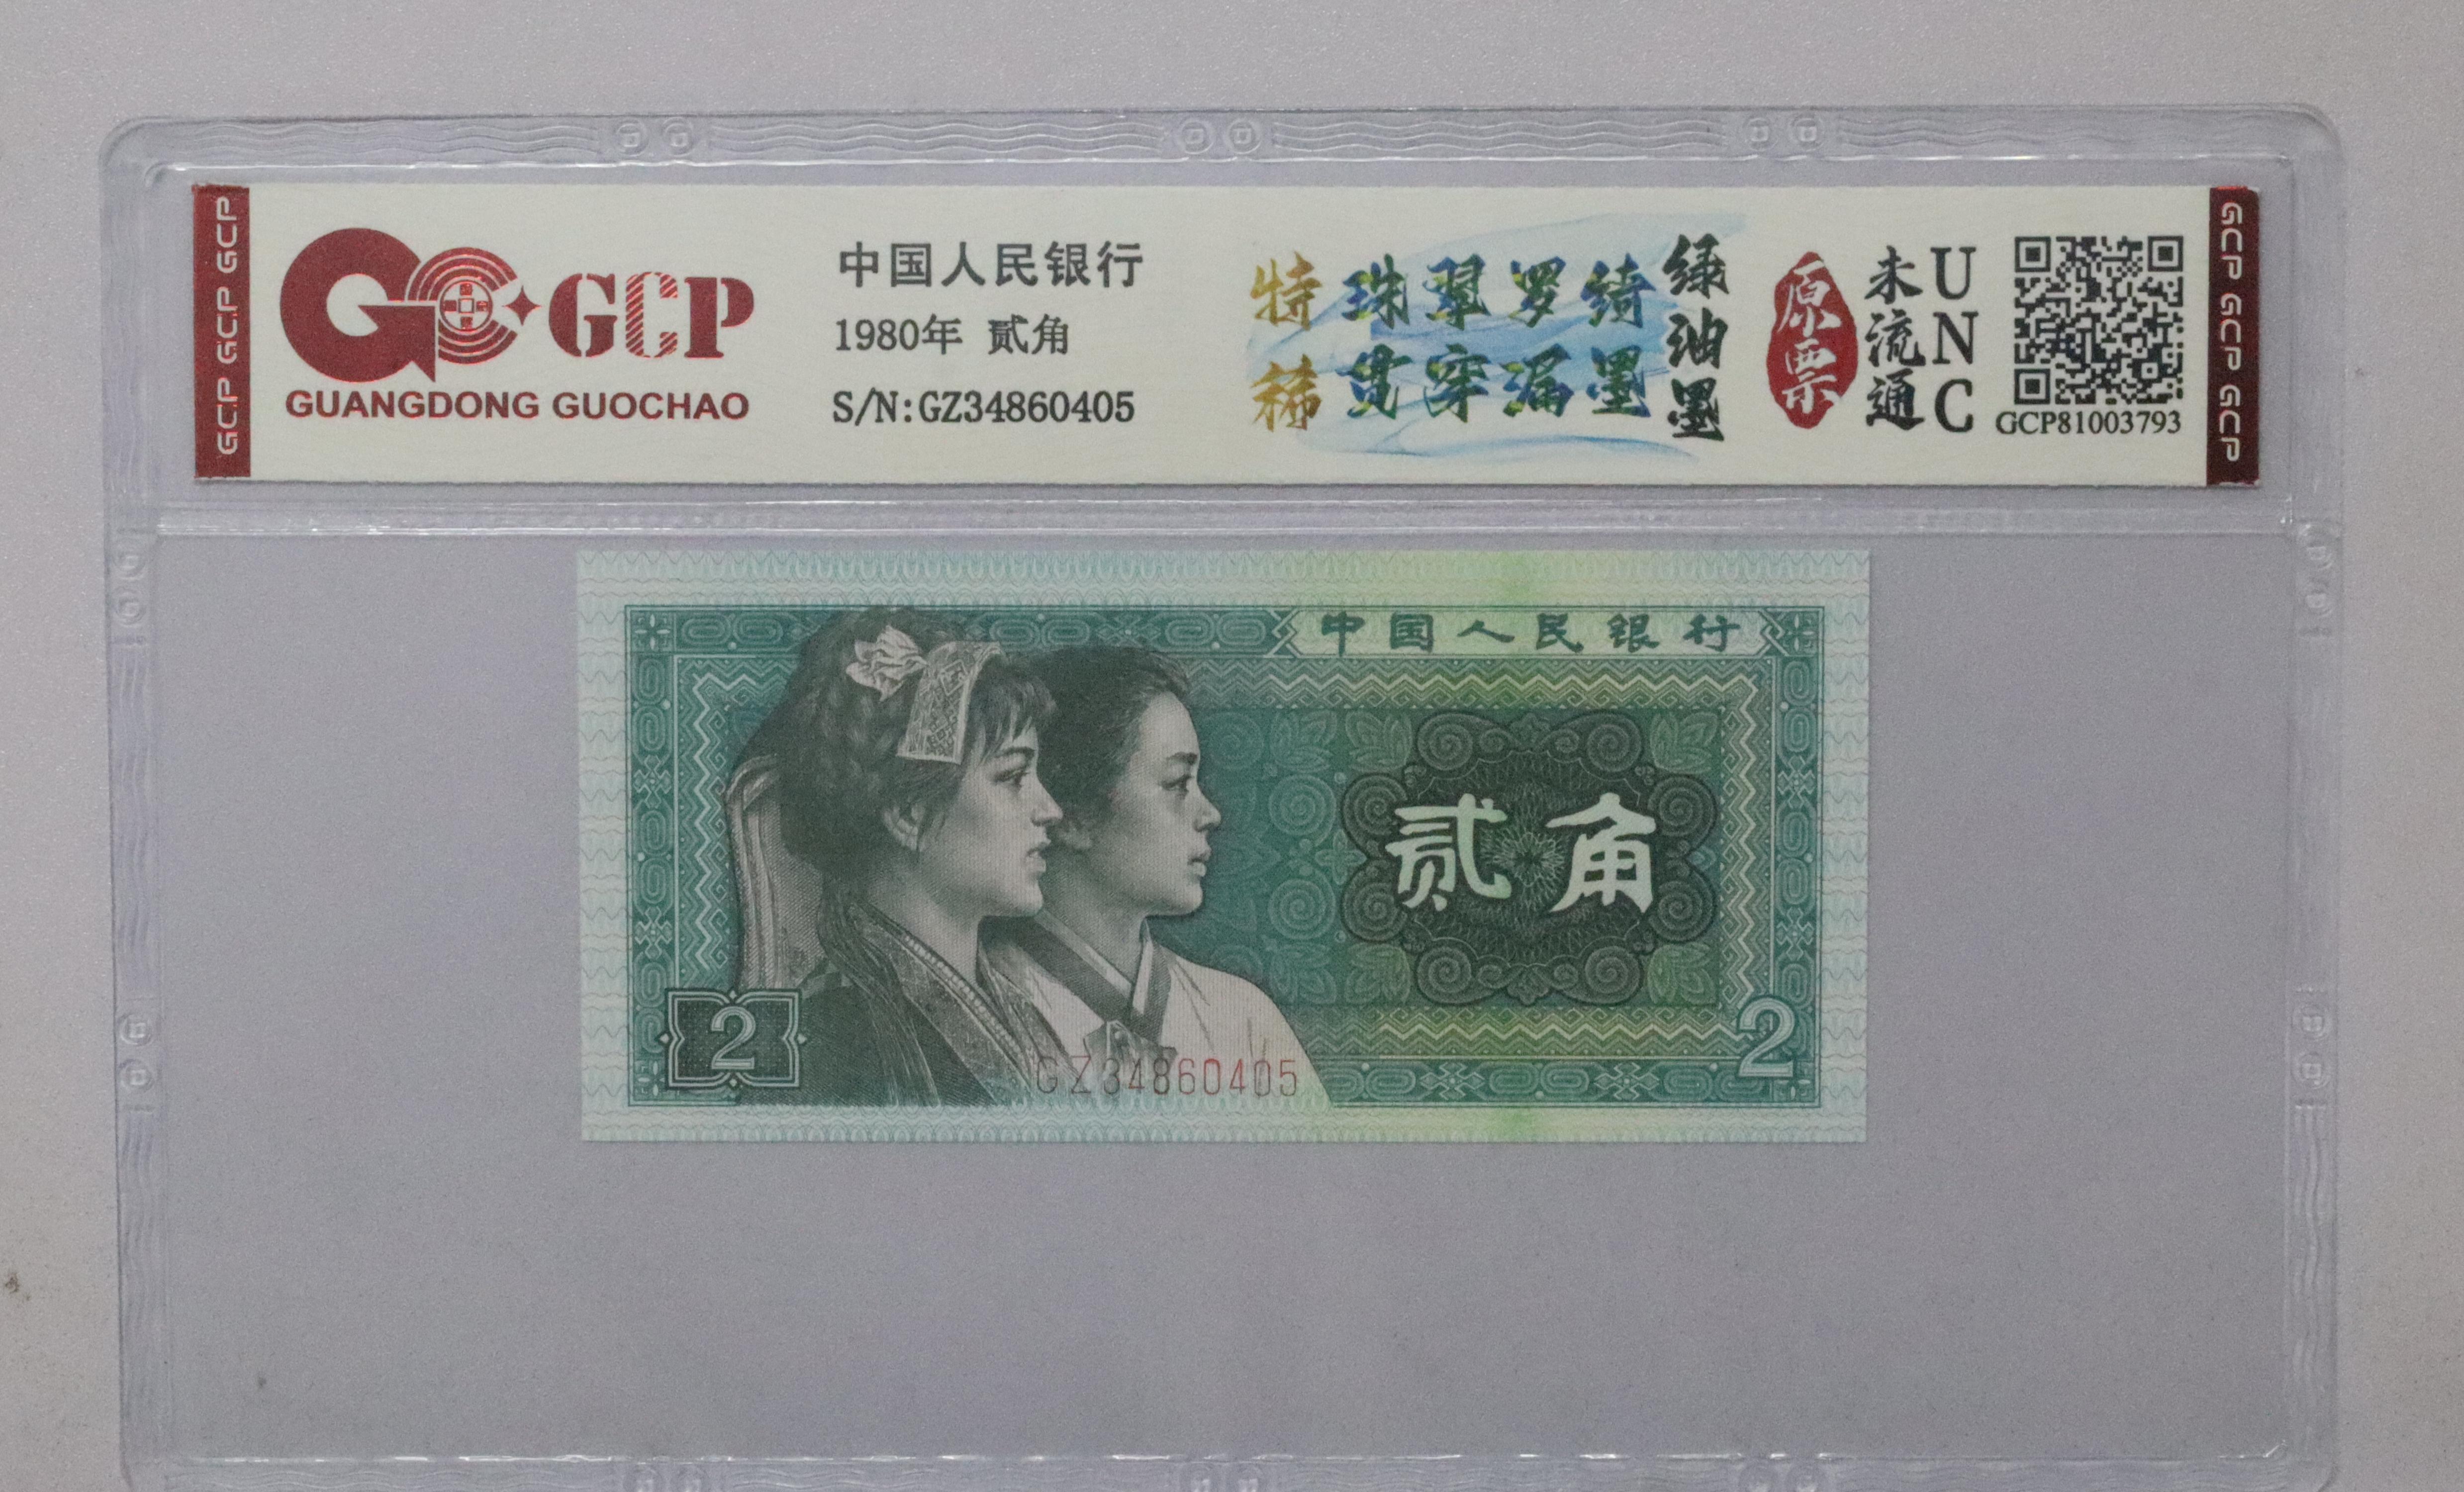 GCP GCP GCP
GCP
GUANGDONG GUOCHAO
中国人民银行
1980年 贰角
S/N:GZ34860405
特稀
珠翠罗绮
贯穿漏墨
绿油墨
原票
未流通
UNC
GCP81003793
GCP GCP GCP
中国人民银行
贰角
2
2
GZ34860405